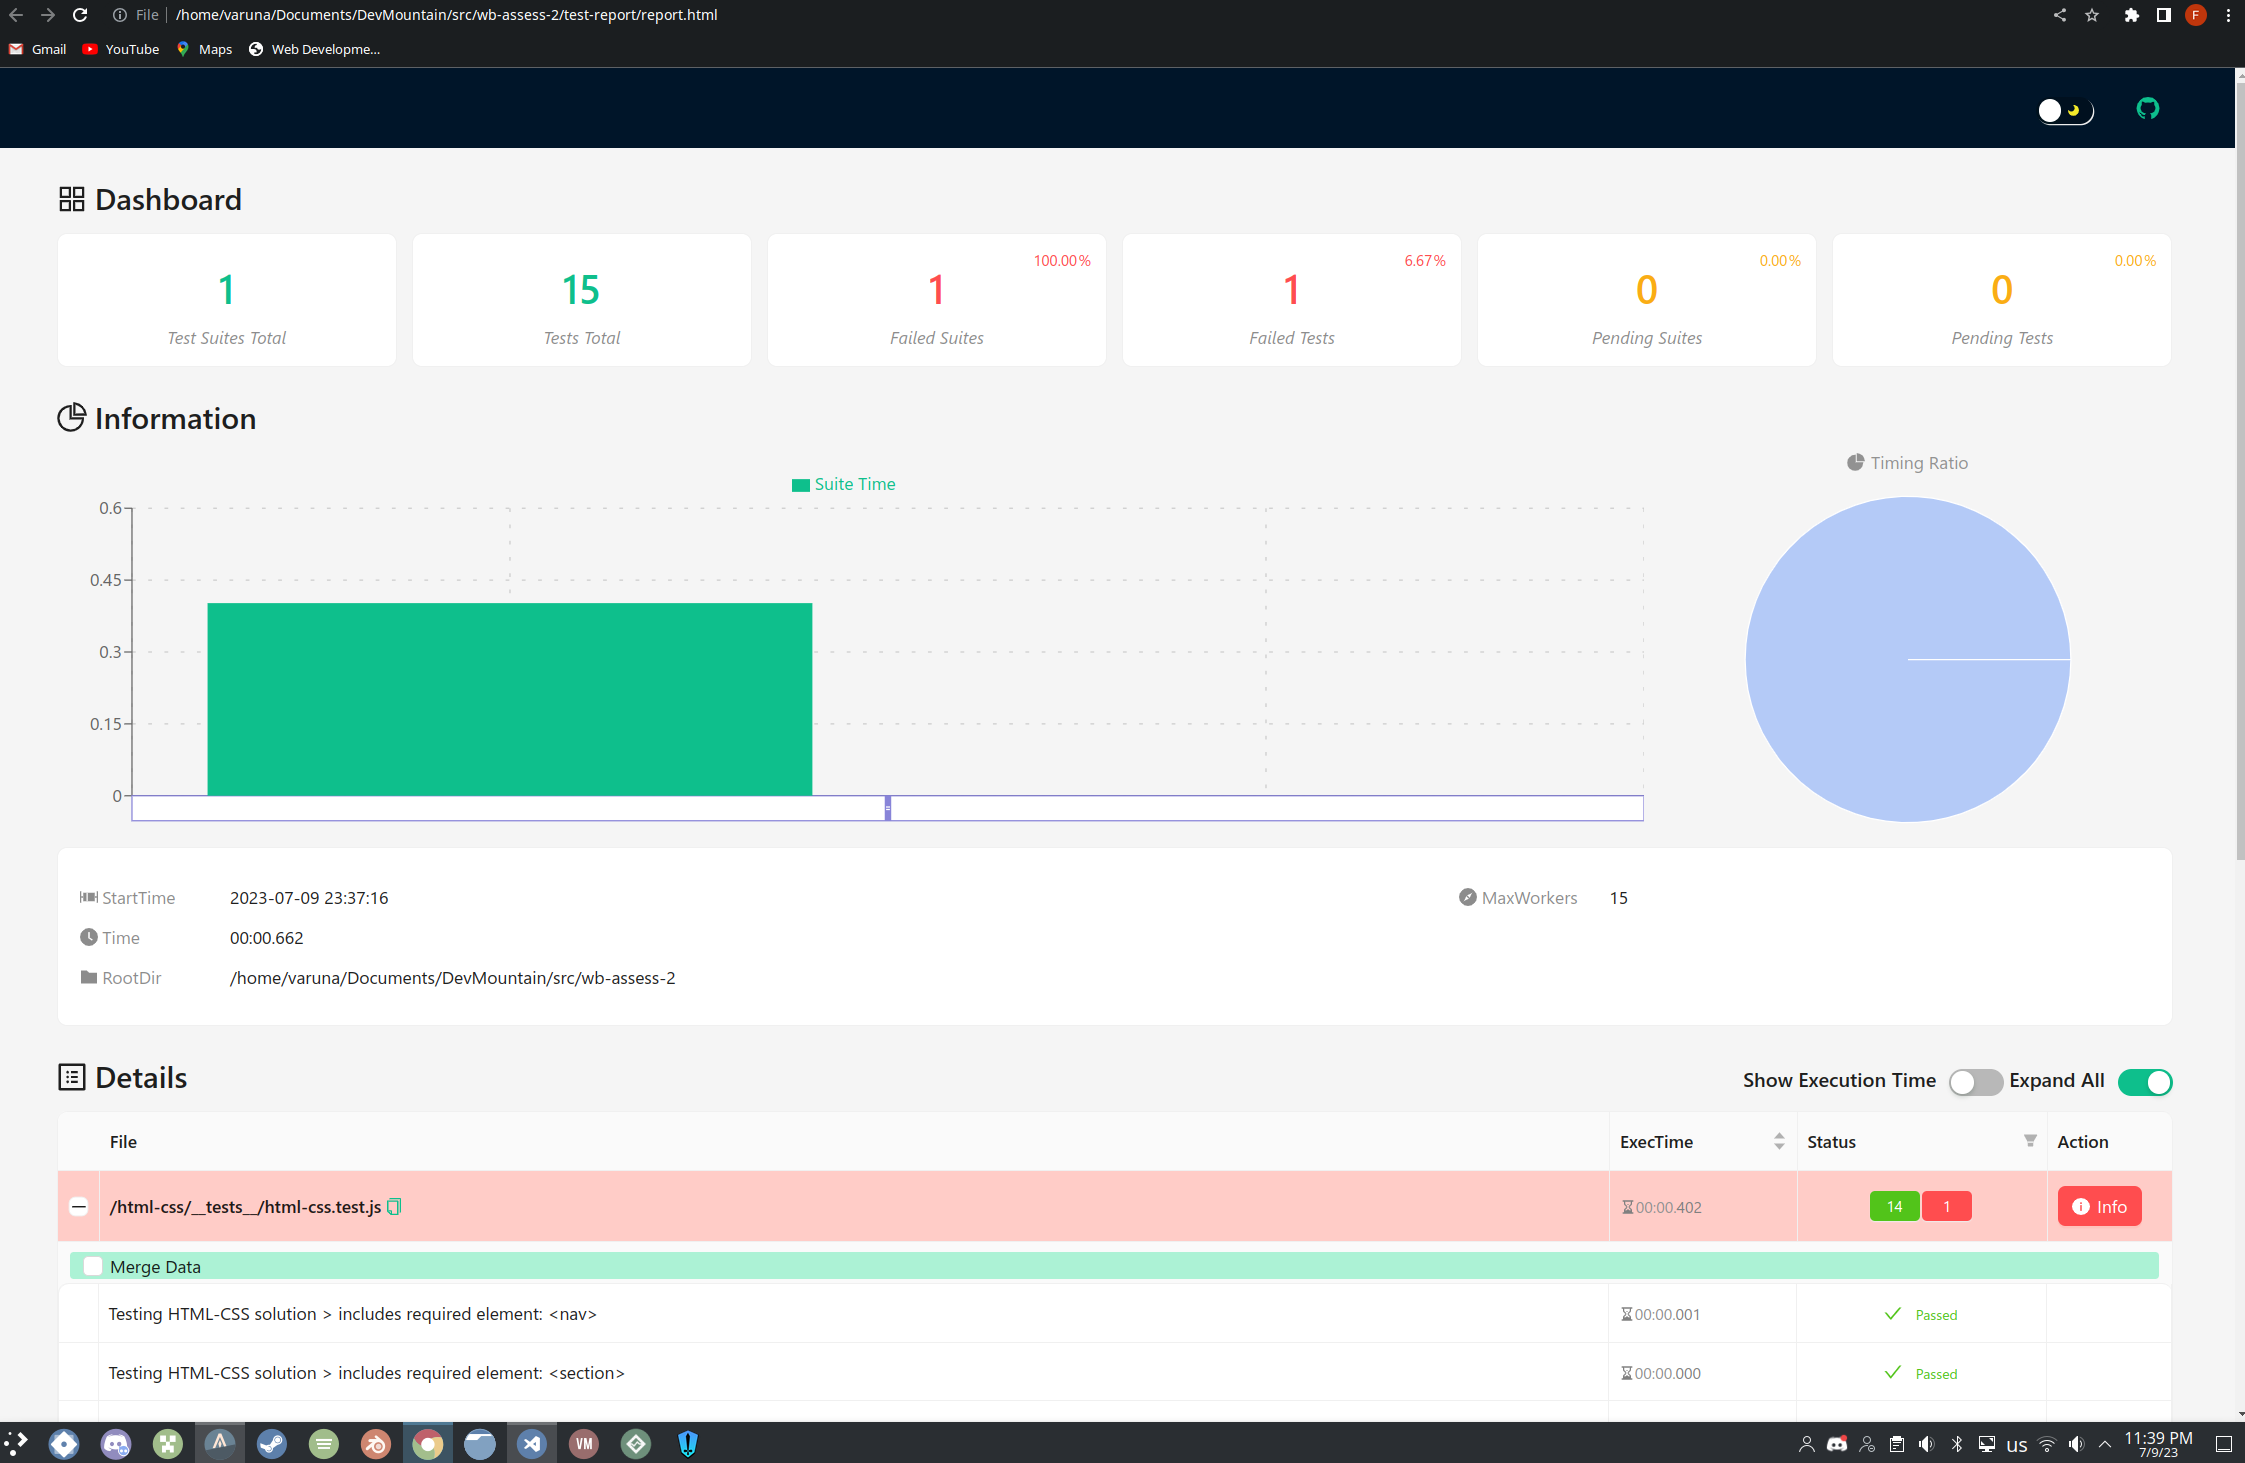 File
/home/varuna/Documents/DevMountain/src/wb-assess-2/test-report/report.html
F
Gmail
YouTube
Maps
Web Developme...
Dashboard
1
Test Suites Total
15
Tests Total
100.00%
1
Failed Suites
6.67%
1
Failed Tests
0.00%
0
Pending Suites
0.00%
0
Pending Tests
Information
Suite Time
Timing Ratio
0.6
0.45
0.3
0.15
0
StartTime 2023-07-09 23:37:16
MaxWorkers 15
Time 00:00.662
RootDir /home/varuna/Documents/DevMountain/src/wb-assess-2
Details
Show Execution Time
Expand All
File ExecTime Status Action
/html-css/__tests__/html-css.test.js 00:00.402 14 1 Info
Merge Data
Testing HTML-CSS solution > includes required element: <nav> 00:00.001 Passed
Testing HTML-CSS solution > includes required element: <section> 00:00.000 Passed
VM
us
11:39 PM
7/9/23